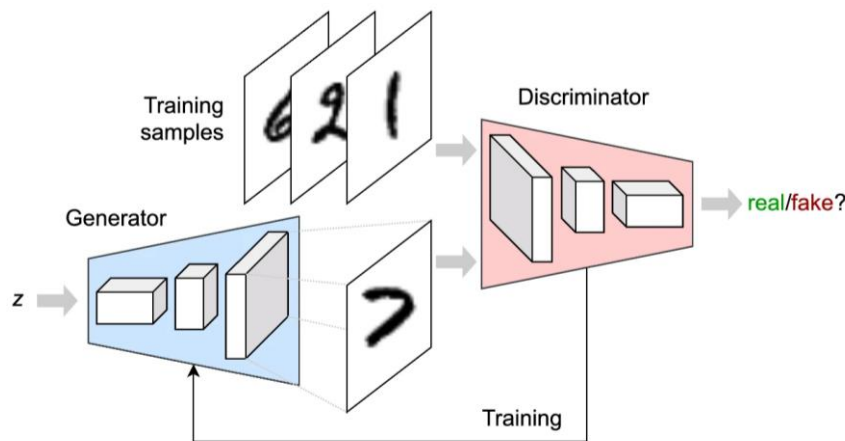 Training
samples
6
2
1
Discriminator
Generator
real/fake?
z
7
Training